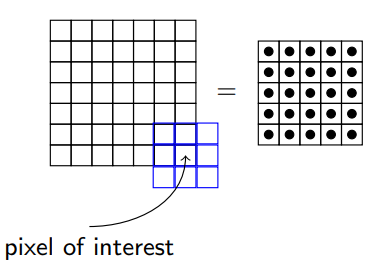 =
pixel of interest